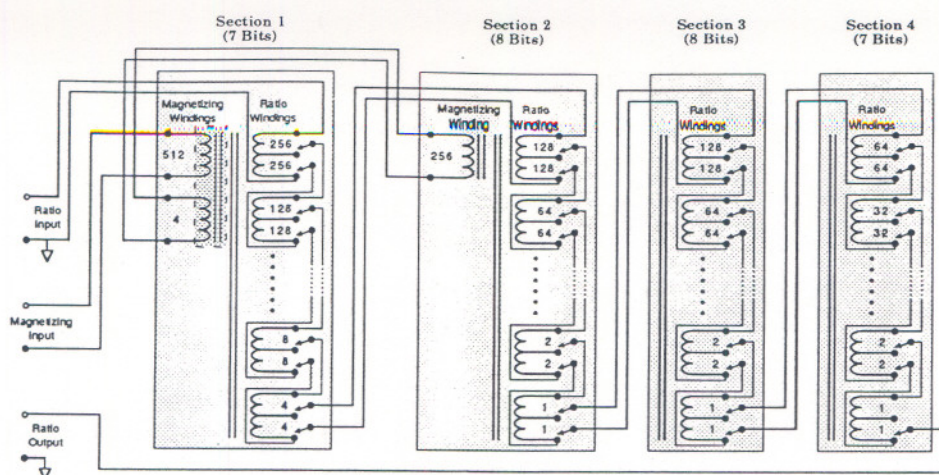 Section 1
(7 Bits)
Section 2
(8 Bits)
Section 3
(8 Bits)
Section 4
(7 Bits)
Magnetizing
Windings
Ratio
Windings
512
4
256
256
128
128
8
8
4
4
Magnetizing
Winding
Ratio
Windings
256
128
128
64
64
2
2
1
1
Ratio
Windings
128
128
64
64
2
2
1
1
Ratio
Windings
64
64
32
32
2
2
1
1
Ratio
Input
Magnetizing
Input
Ratio
Output